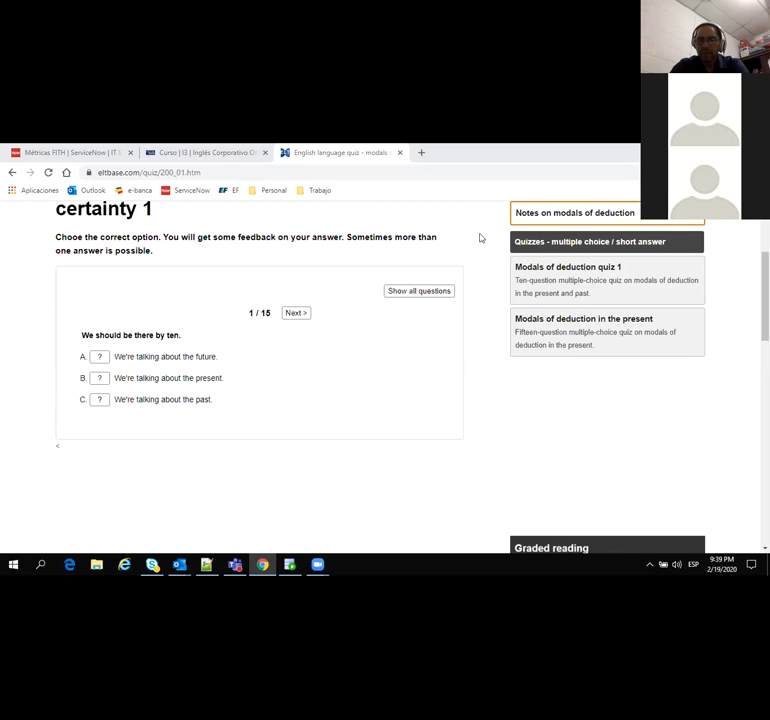 Métricas FITH | ServiceNow | IT M
Curso | I3 | Inglés Corporativo O
English language quiz - modals
eltbase.com/quiz/200_01.htm
Aplicaciones
Outlook
e-banca
ServiceNow
EF
Personal
Trabajo
certainty 1
Chooe the correct option. You will get some feedback on your answer. Sometimes more than
one answer is possible.
Show all questions
1 / 15
Next >
We should be there by ten.
A. ? We're talking about the future.
B. ? We're talking about the present.
C. ? We're talking about the past.
<
Notes on modals of deduction
Quizzes - multiple choice / short answer
Modals of deduction quiz 1
Ten-question multiple-choice quiz on modals of deduction
in the present and past.
Modals of deduction in the present
Fifteen-question multiple-choice quiz on modals of
deduction in the present.
Graded reading
ESP
9:39 PM
2/19/2020